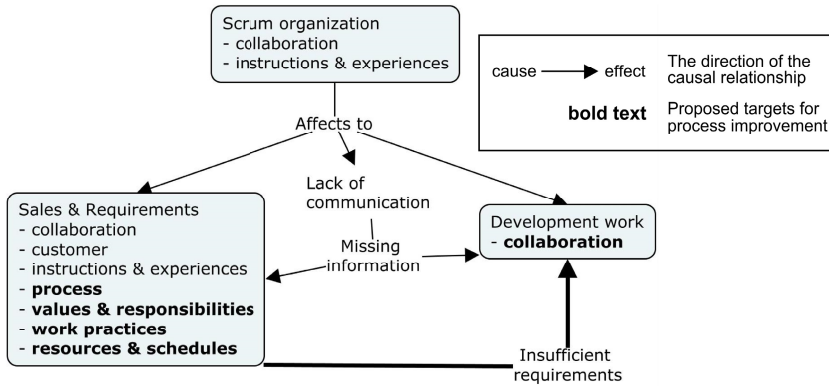 Scrum organization
- collaboration
- instructions & experiences
cause
effect
The direction of the
causal relationship
bold text
Proposed targets for
process improvement
Affects to
Lack of
communication
Missing
information
Sales & Requirements
- collaboration
- customer
- instructions & experiences
- process
- values & responsibilities
- work practices
- resources & schedules
Development work
- collaboration
Insufficient
requirements